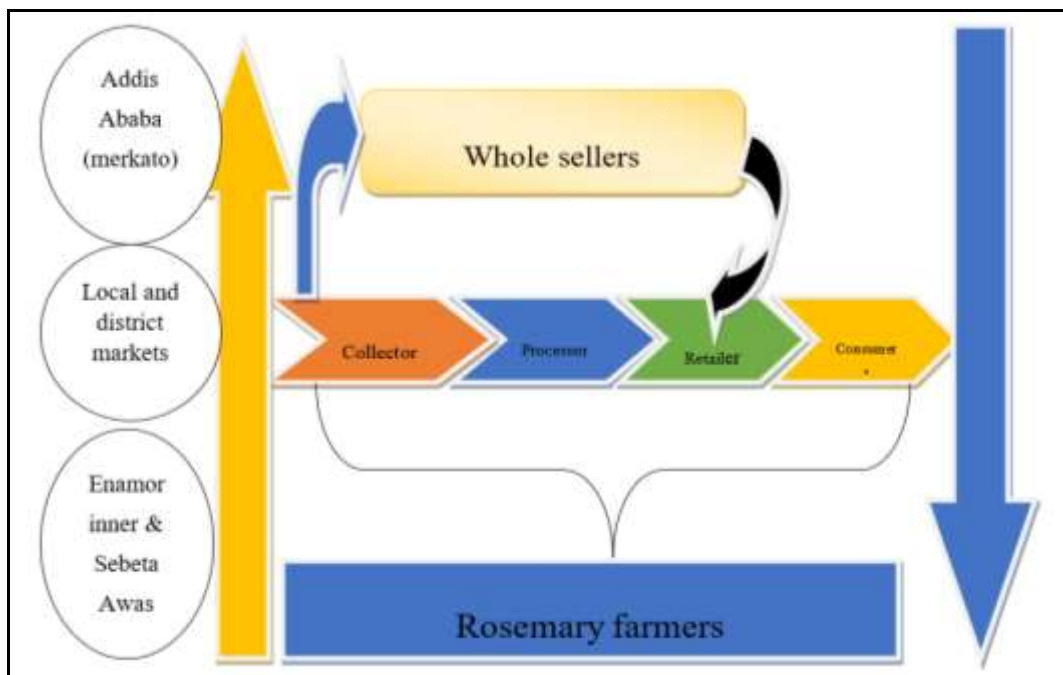 Addis
Ababa
(merkato)
Whole sellers
Local and
district
markets
Collector
Processor
Retailer
Consumer
Enamor
inner &
Sebeta
Awas
Rosemary farmers